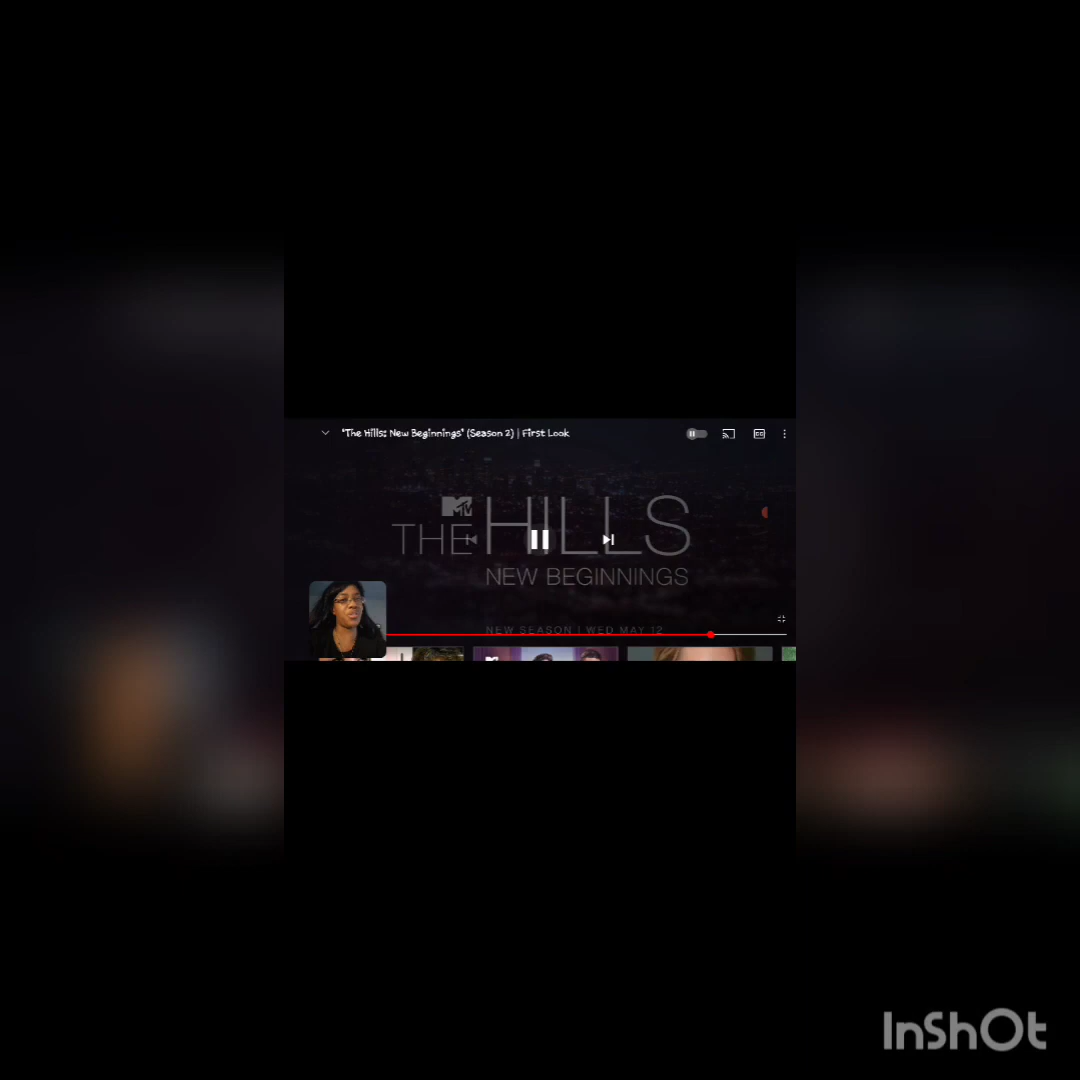 'The Hills: New Beginnings' (Season 2) | First Look
CC
MTV
THE HILLS
NEW BEGINNINGS
NEW SEASON | WED MAY 12
InShOt